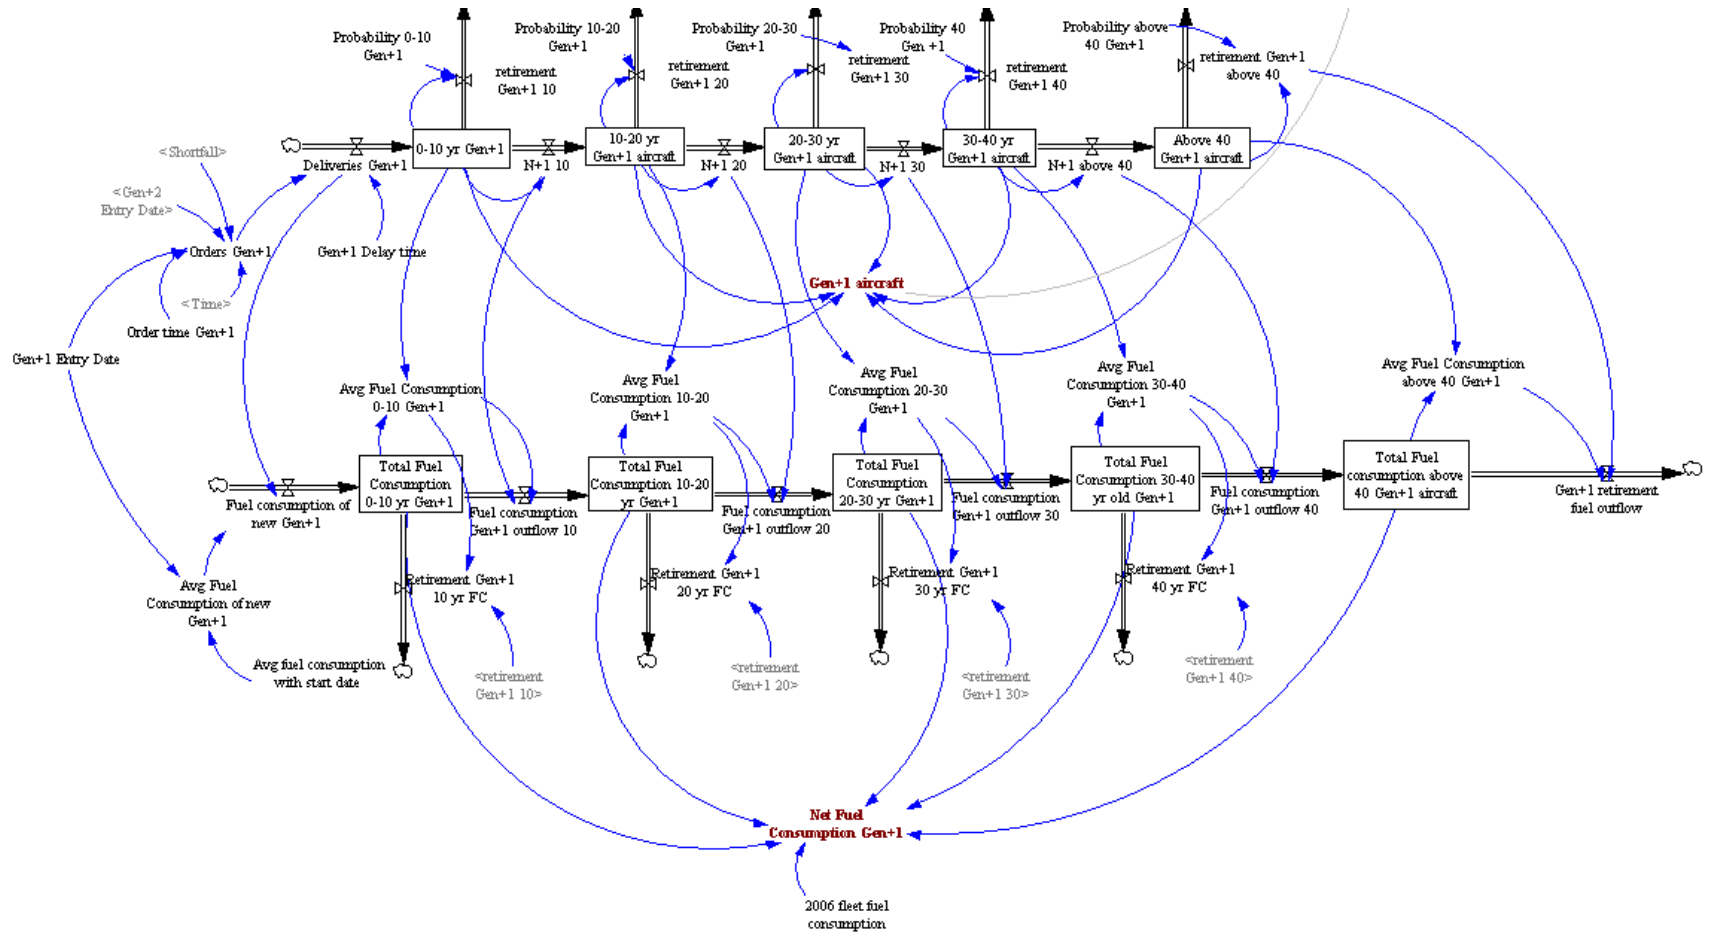 Probability 0-10
Gen+1
retirement
Gen+1 10
Probability 10-20
Gen+1
retirement
Gen+1 20
Probability 20-30
Gen+1
retirement
Gen+1 30
Probability 40
Gen +1
retirement
Gen+1 40
Probability above
40 Gen+1
retirement Gen+1
above 40
0-10 yr Gen+1
10-20 yr
Gen+1 aircraft
20-30 yr
Gen+1 aircraft
30-40 yr
Gen+1 aircraft
Above 40
Gen+1 aircraft
Deliveries Gen+1
N+1 10
N+1 20
N+1 30
N+1 above 40
<Shortfall>
<Gen+2
Entry Date>
Orders Gen+1
Gen+1 Delay time
<Time>
Order time Gen+1
Gen+1 Entry Date
Gen+1 aircraft
Avg Fuel Consumption
0-10 Gen+1
Avg Fuel
Consumption 10-20
Gen+1
Avg Fuel
Consumption 20-30
Gen+1
Avg Fuel
Consumption 30-40
Gen+1
Avg Fuel Consumption
above 40 Gen+1
Total Fuel
Consumption
0-10 yr Gen+1
Total Fuel
Consumption 10-20
yr Gen+1
Total Fuel
Consumption
20-30 yr Gen+1
Total Fuel
Consumption 30-40
yr old Gen+1
Total Fuel
consumption above
40 Gen+1 aircraft
Fuel consumption of
new Gen+1
Fuel consumption
Gen+1 outflow 10
Fuel consumption
Gen+1 outflow 20
Fuel consumption
Gen+1 outflow 30
Fuel consumption
Gen+1 outflow 40
Gen+1 retirement
fuel outflow
Avg Fuel
Consumption of new
Gen+1
Retirement Gen+1
10 yr FC
Retirement Gen+1
20 yr FC
Retirement Gen+1
30 yr FC
Retirement Gen+1
40 yr FC
Avg fuel consumption
with start date
<retirement
Gen+1 10>
<retirement
Gen+1 20>
<retirement
Gen+1 30>
<retirement
Gen+1 40>
Net Fuel
Consumption Gen+1
2006 fleet fuel
consumption